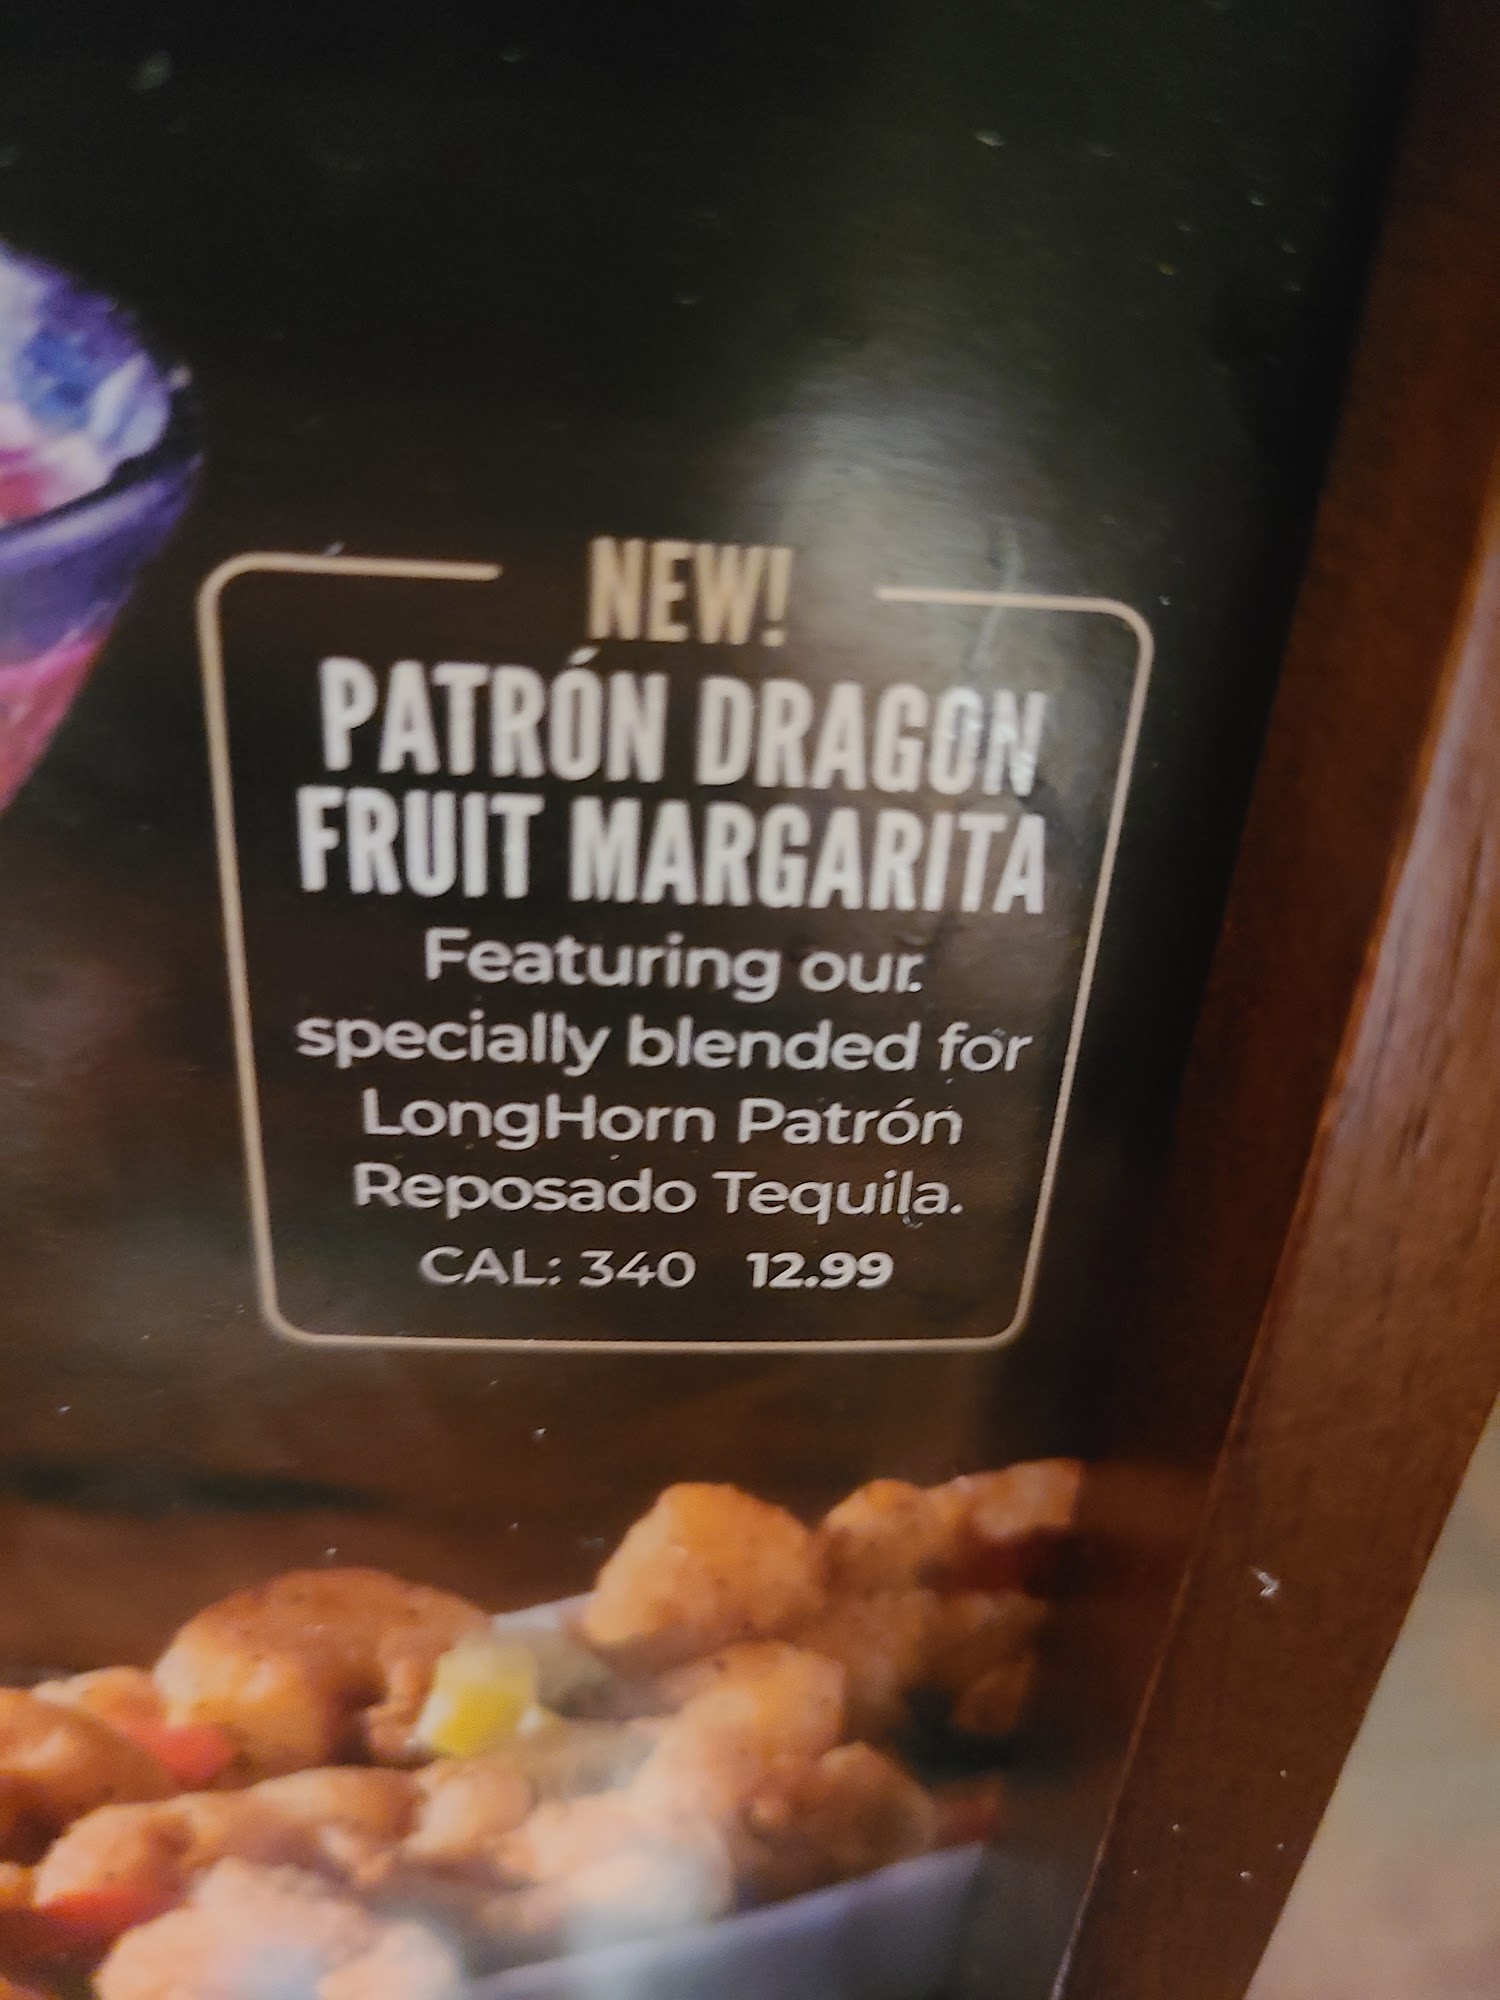 NEW!
PATRÓN DRAGON
FRUIT MARGARITA
Featuring our
specially blended for
LongHorn Patrón
Reposado Tequila.
CAL: 340 12.99